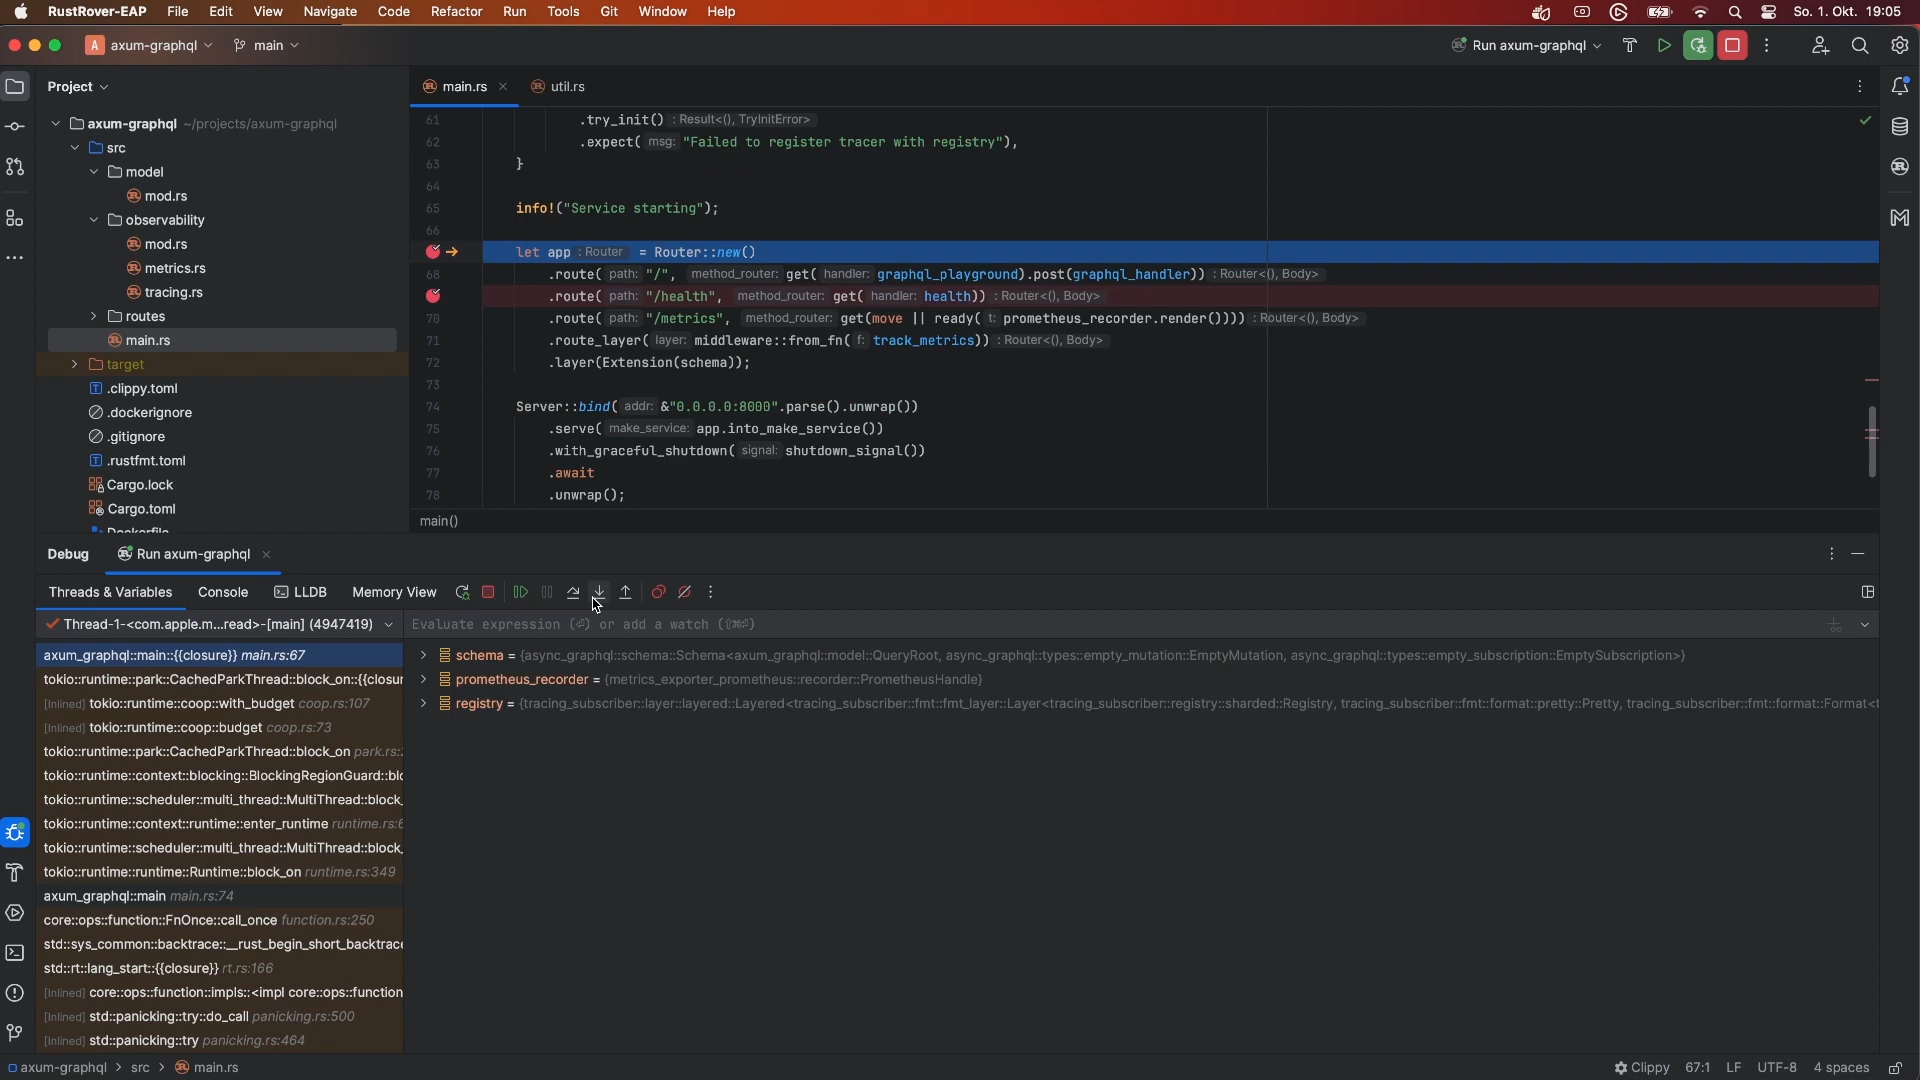 RustRover-EAP File Edit View Navigate Code Refactor Run Tools Git Window Help So. 1. Okt. 19:05
A axum-graphql main Run axum-graphql
Project
main.rs
util.rs
axum-graphql ~/projects/axum-graphql
src
model
mod.rs
observability
mod.rs
metrics.rs
tracing.rs
routes
main.rs
target
.clippy.toml
.dockerignore
.gitignore
.rustfmt.toml
Cargo.lock
Cargo.toml
Dockerfile
61 .try_init() : Result<(), TryInitError>
62 .expect( msg: "Failed to register tracer with registry"),
63 }
64
65 info!("Service starting");
66
let app : Router = Router::new()
68 .route( path: "/", method_router: get( handler: graphql_playground).post(graphql_handler)) : Router<(), Body>
.route( path: "/health", method_router: get( handler: health)) : Router<(), Body>
70 .route( path: "/metrics", method_router: get(move || ready( t: prometheus_recorder.render()))) : Router<(), Body>
71 .route_layer( layer: middleware::from_fn( f: track_metrics)) : Router<(), Body>
72 .layer(Extension(schema));
73
74 Server::bind( addr: &"0.0.0.0:8000".parse().unwrap())
75 .serve( make_service: app.into_make_service())
76 .with_graceful_shutdown( signal: shutdown_signal())
77 .await
78 .unwrap();
main()
Debug Run axum-graphql
Threads & Variables Console LLDB Memory View
Thread-1-<com.apple.m...read>-[main] (4947419)
Evaluate expression (⏎) or add a watch (⇧⌘⏎)
axum_graphql::main::{{closure}} main.rs:67
tokio::runtime::park::CachedParkThread::block_on::{{closur
[Inlined] tokio::runtime::coop::with_budget coop.rs:107
[Inlined] tokio::runtime::coop::budget coop.rs:73
tokio::runtime::park::CachedParkThread::block_on park.rs:
tokio::runtime::context::blocking::BlockingRegionGuard::blo
tokio::runtime::scheduler::multi_thread::MultiThread::block_
tokio::runtime::context::runtime::enter_runtime runtime.rs:6
tokio::runtime::scheduler::multi_thread::MultiThread::block_
tokio::runtime::runtime::Runtime::block_on runtime.rs:349
axum_graphql::main main.rs:74
core::ops::function::FnOnce::call_once function.rs:250
std::sys_common::backtrace::__rust_begin_short_backtrace
std::rt::lang_start::{{closure}} rt.rs:166
[Inlined] core::ops::function::impls::<impl core::ops::function
[Inlined] std::panicking::try::do_call panicking.rs:500
[Inlined] std::panicking::try panicking.rs:464
schema = {async_graphql::schema::Schema<axum_graphql::model::QueryRoot, async_graphql::types::empty_mutation::EmptyMutation, async_graphql::types::empty_subscription::EmptySubscription>}
prometheus_recorder = {metrics_exporter_prometheus::recorder::PrometheusHandle}
registry = {tracing_subscriber::layer::layered::Layered<tracing_subscriber::fmt::fmt_layer::Layer<tracing_subscriber::registry::sharded::Registry, tracing_subscriber::fmt::format::pretty::Pretty, tracing_subscriber::fmt::format::Format<t
axum-graphql > src > main.rs Clippy 67:1 LF UTF-8 4 spaces